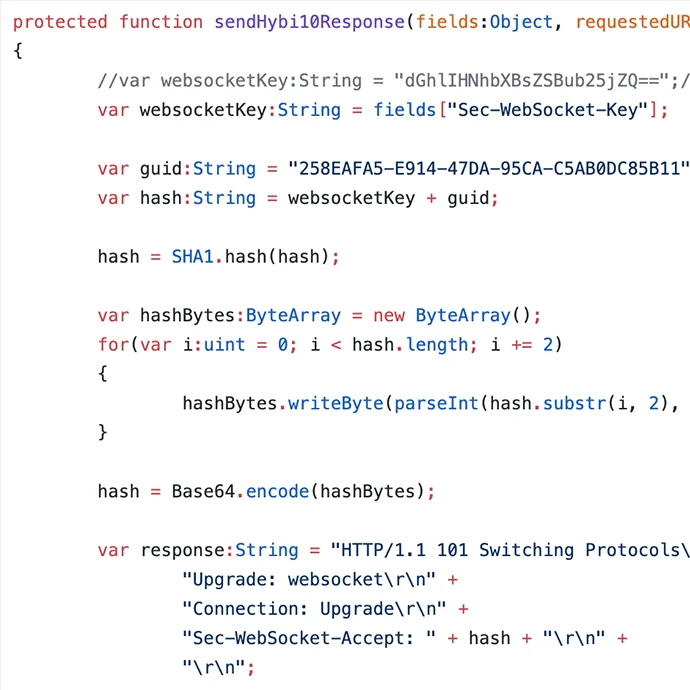 protected function sendHybi10Response(fields:Object, requestedUR
{
//var websocketKey:String = "dGhlIHNhbXBsZSBub25jZQ==";/
var websocketKey:String = fields["Sec-WebSocket-Key"];
var guid:String = "258EAFA5-E914-47DA-95CA-C5AB0DC85B11"
var hash:String = websocketKey + guid;
hash = SHA1.hash(hash);
var hashBytes:ByteArray = new ByteArray();
for(var i:uint = 0; i < hash.length; i += 2)
{
hashBytes.writeByte(parseInt(hash.substr(i, 2),
}
hash = Base64.encode(hashBytes);
var response:String = "HTTP/1.1 101 Switching Protocols\
"Upgrade: websocket\r\n" +
"Connection: Upgrade\r\n" +
"Sec-WebSocket-Accept: " + hash + "\r\n" +
"\r\n";